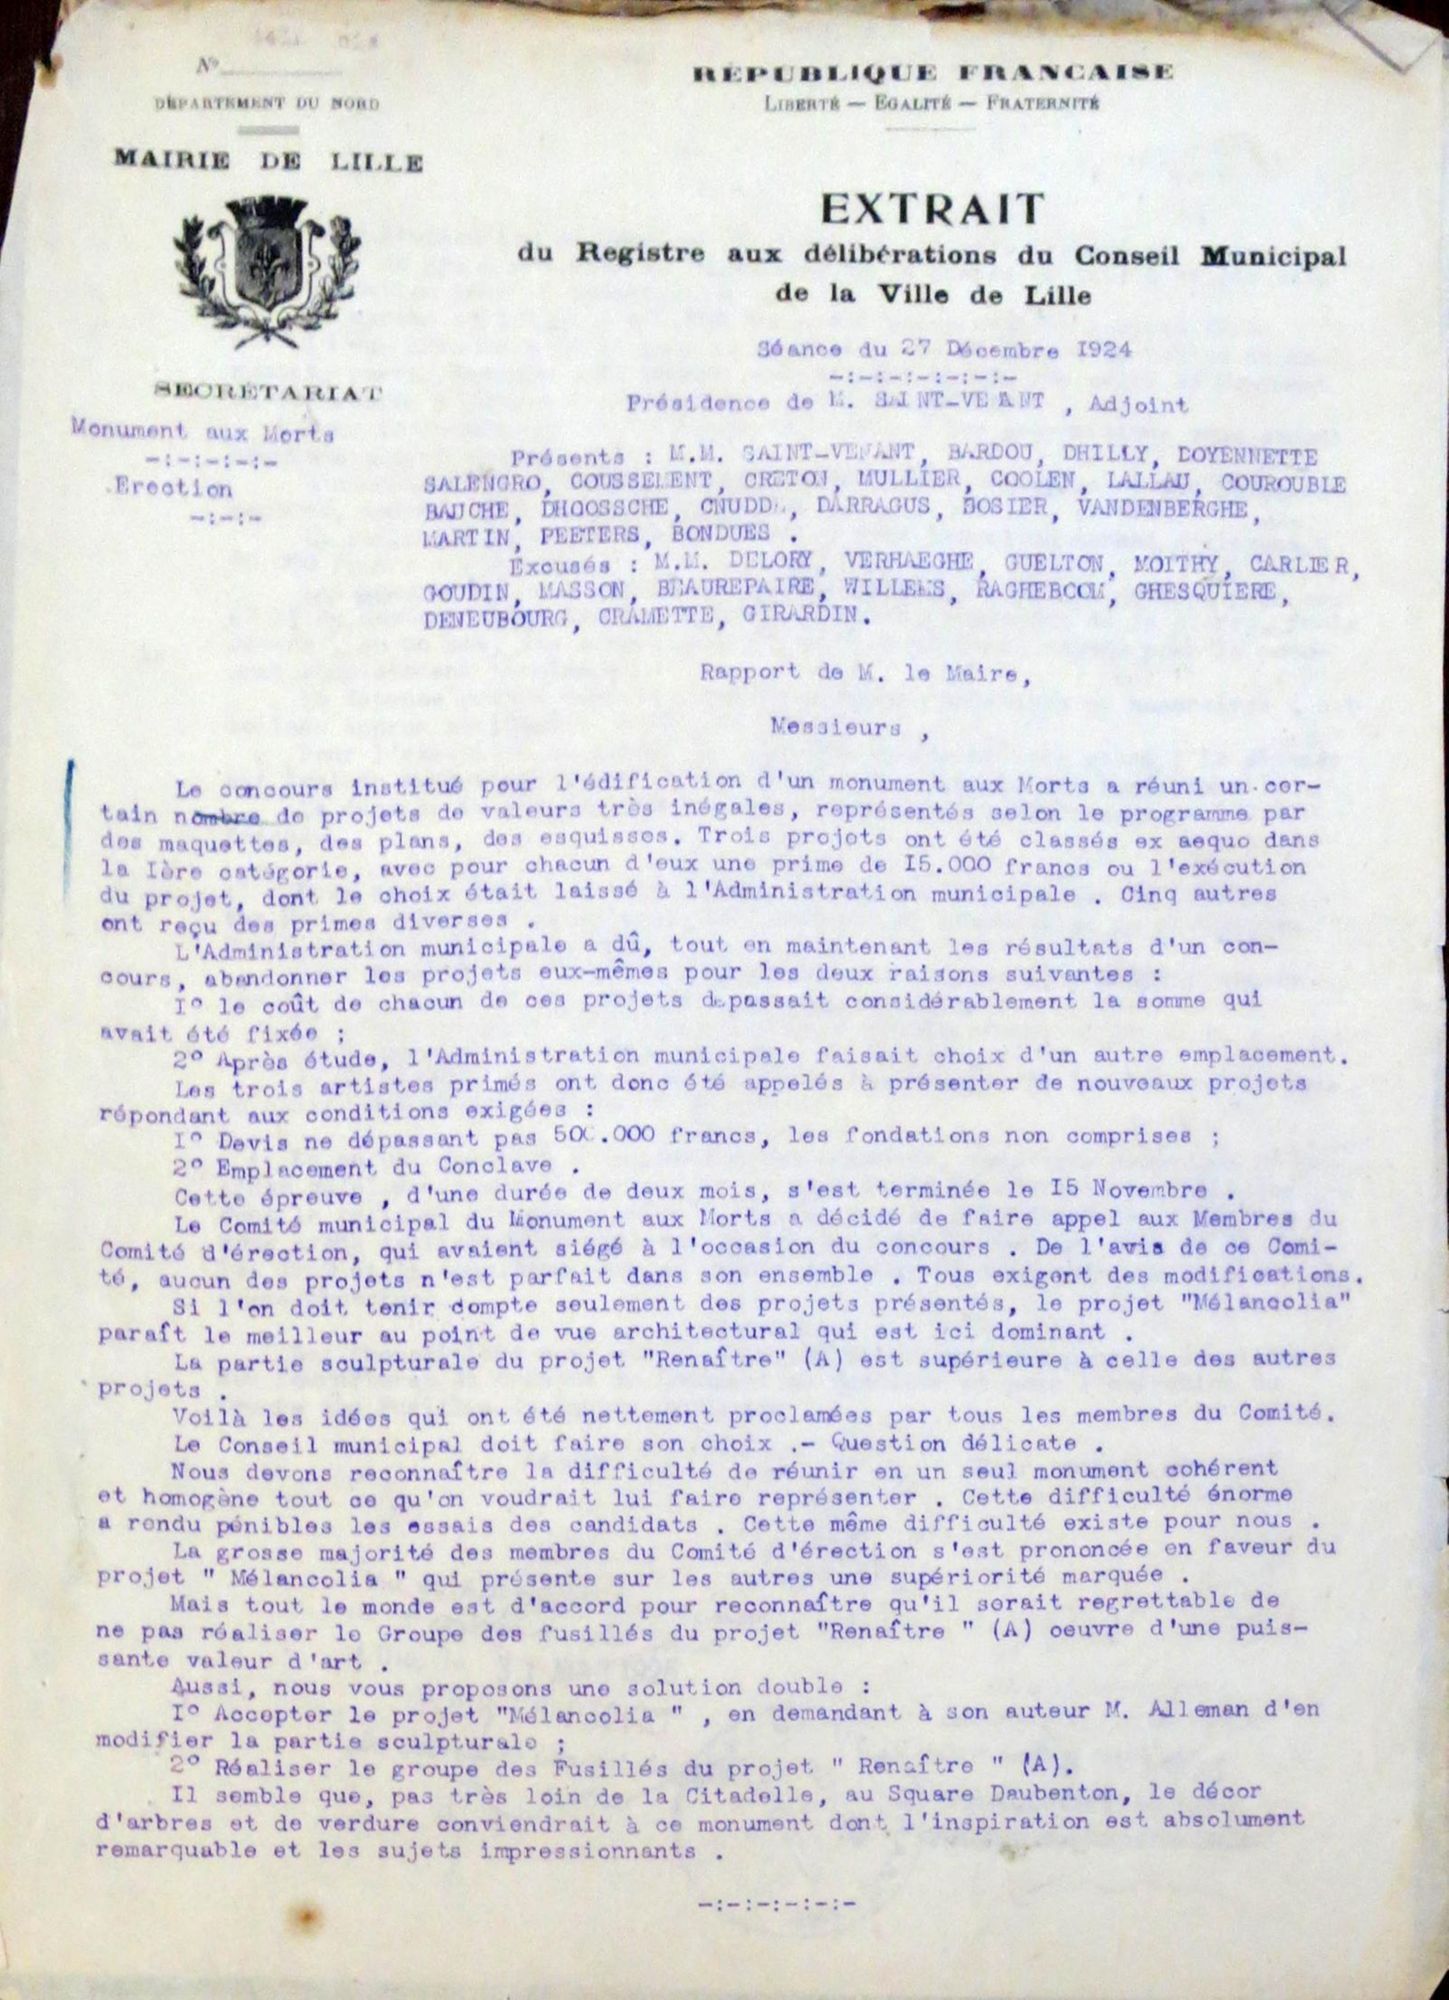 N°
DÉPARTEMENT DU NORD
MAIRIE DE LILLE
SECRÉTARIAT
Monument aux Morts
-:-:-:-:-
Erection
-:-:-
RÉPUBLIQUE FRANÇAISE
LIBERTÉ — EGALITÉ — FRATERNITÉ
EXTRAIT
du Registre aux délibérations du Conseil Municipal
de la Ville de Lille
Séance du 27 Décembre I924
-:-:-:-:-:-:-
Présidence de M. SAINT-VENANT , Adjoint
Présents : M.M. SAINT-VENANT, BARDOU, DHILLY, DOYENNETTE
SALENGRO, COUSSEMENT, CRETON, MULLIER, COOLEN, LALLAU, COUROUBLE
BAUCHE, DHOOSSCHE, CNUDDE, DARRAGUS, BOSIER, VANDENBERGHE,
MARTIN, PEETERS, BONDUES .
Excusés : M.M. DELORY, VERHAEGHE, GUELTON, MOITHY, CARLIER,
GOUDIN, MASSON, BEAUREPAIRE, WILLEMS, RAGHEBOOM, GHESQUIERE,
DENEUBOURG, CRAMETTE, GIRARDIN.
Rapport de M. le Maire,
Messieurs ,
Le concours institué pour l'édification d'un monument aux Morts a réuni un cer-
tain nombre de projets de valeurs très inégales, représentés selon le programme par
des maquettes, des plans, des esquisses. Trois projets ont été classés ex aequo dans
la Ière catégorie, avec pour chacun d'eux une prime de I5.000 francs ou l'exécution
du projet, dont le choix était laissé à l'Administration municipale . Cinq autres
ont reçu des primes diverses .
L'Administration municipale a dû, tout en maintenant les résultats d'un con-
cours, abandonner les projets eux-mêmes pour les deux raisons suivantes :
I° le coût de chacun de ces projets dépassait considérablement la somme qui
avait été fixée ;
2° Après étude, l'Administration municipale faisait choix d'un autre emplacement.
Les trois artistes primés ont donc été appelés à présenter de nouveaux projets
répondant aux conditions exigées :
I° Devis ne dépassant pas 500.000 francs, les fondations non comprises ;
2° Emplacement du Conclave .
Cette épreuve , d'une durée de deux mois, s'est terminée le I5 Novembre .
Le Comité municipal du Monument aux Morts a décidé de faire appel aux Membres du
Comité d'érection, qui avaient siégé à l'occasion du concours . De l'avis de ce Comi-
té, aucun des projets n'est parfait dans son ensemble . Tous exigent des modifications.
Si l'on doit tenir compte seulement des projets présentés, le projet "Mélancolia"
paraît le meilleur au point de vue architectural qui est ici dominant .
La partie sculpturale du projet "Renaître" (A) est supérieure à celle des autres
projets .
Voilà les idées qui ont été nettement proclamées par tous les membres du Comité.
Le Conseil municipal doit faire son choix .- Question délicate .
Nous devons reconnaître la difficulté de réunir en un seul monument cohérent
et homogène tout ce qu'on voudrait lui faire représenter . Cette difficulté énorme
a rendu pénibles les essais des candidats . Cette même difficulté existe pour nous .
La grosse majorité des membres du Comité d'érection s'est prononcée en faveur du
projet " Mélancolia " qui présente sur les autres une supériorité marquée .
Mais tout le monde est d'accord pour reconnaître qu'il serait regrettable de
ne pas réaliser le Groupe des fusillés du projet "Renaître " (A) oeuvre d'une puis-
sante valeur d'art .
Aussi, nous vous proposons une solution double :
I° Accepter le projet "Mélancolia " , en demandant à son auteur M. Alleman d'en
modifier la partie sculpturale ;
2° Réaliser le groupe des Fusillés du projet " Renaître " (A).
Il semble que, pas très loin de la Citadelle, au Square Daubenton, le décor
d'arbres et de verdure conviendrait à ce monument dont l'inspiration est absolument
remarquable et les sujets impressionnants .
-:-:-:-:-:-